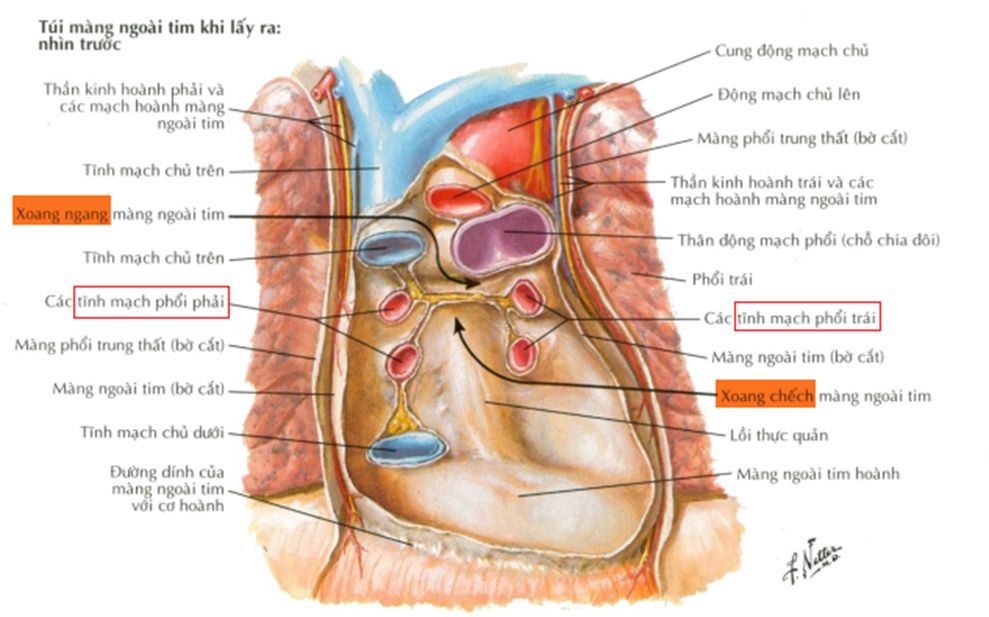 Túi màng ngoài tim khi lấy ra:
nhìn trước
Thần kinh hoành phải và
các mạch hoành màng
ngoài tim
Tĩnh mạch chủ trên
Xoang ngang màng ngoài tim
Tĩnh mạch chủ trên
Các tĩnh mạch phổi phải
Màng phổi trung thất (bờ cắt)
Màng ngoài tim (bờ cắt)
Tĩnh mạch chủ dưới
Đường dính của
màng ngoài tim
với cơ hoành
Cung động mạch chủ
Động mạch chủ lên
Màng phổi trung thất (bờ cắt)
Thần kinh hoành trái và các
mạch hoành màng ngoài tim
Thân động mạch phổi (chỗ chia đôi)
Phổi trái
Các tĩnh mạch phổi trái
Màng ngoài tim (bờ cắt)
Xoang chếch màng ngoài tim
Lồi thực quản
Màng ngoài tim hoành
F. Netter
M.D.